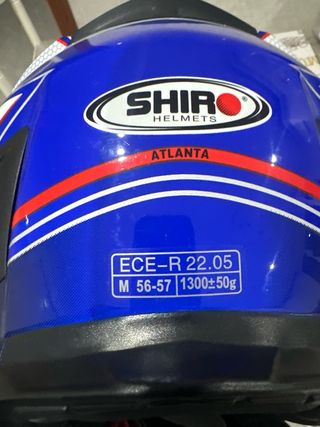 SHIRO
HELMETS
ATLANTA
ECE-R 22.05
M 56-57 1300±50g